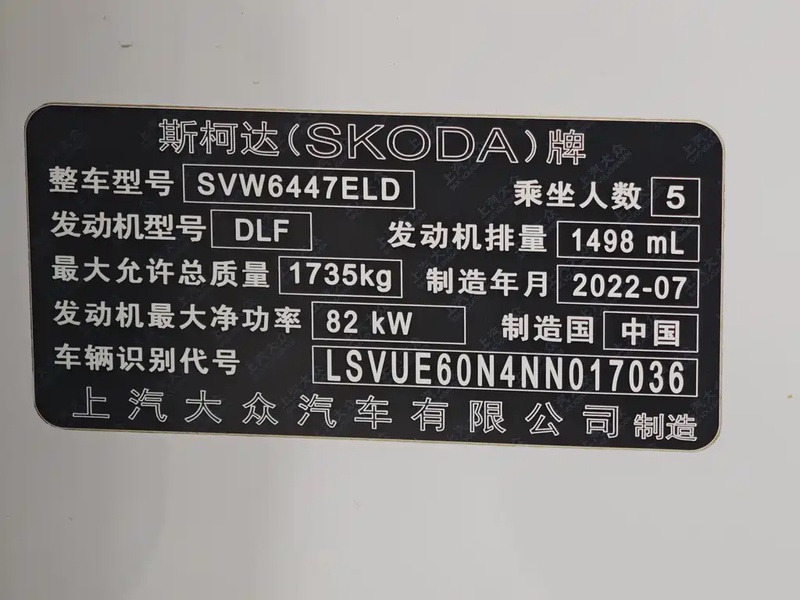 斯柯达(SKODA)牌
整车型号 SVW6447ELD 乘坐人数 5
发动机型号 DLF 发动机排量 1498 mL
最大允许总质量 1735kg 制造年月 2022-07
发动机最大净功率 82 kW 制造国 中国
车辆识别代号 LSVUE60N4NN017036
上汽大众汽车有限公司 制造